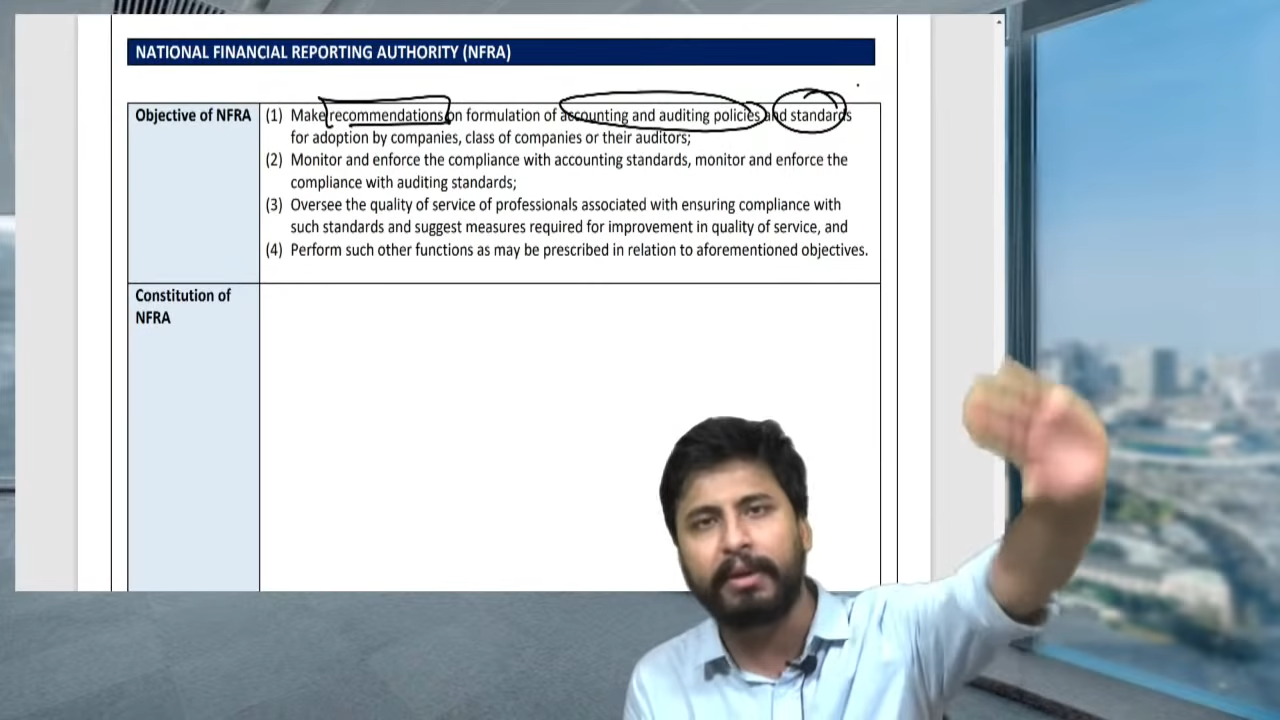 NATIONAL FINANCIAL REPORTING AUTHORITY (NFRA)
Objective of NFRA
(1) Make recommendations on formulation of accounting and auditing policies and standards
for adoption by companies, class of companies or their auditors;
(2) Monitor and enforce the compliance with accounting standards, monitor and enforce the
compliance with auditing standards;
(3) Oversee the quality of service of professionals associated with ensuring compliance with
such standards and suggest measures required for improvement in quality of service, and
(4) Perform such other functions as may be prescribed in relation to aforementioned objectives.
Constitution of
NFRA